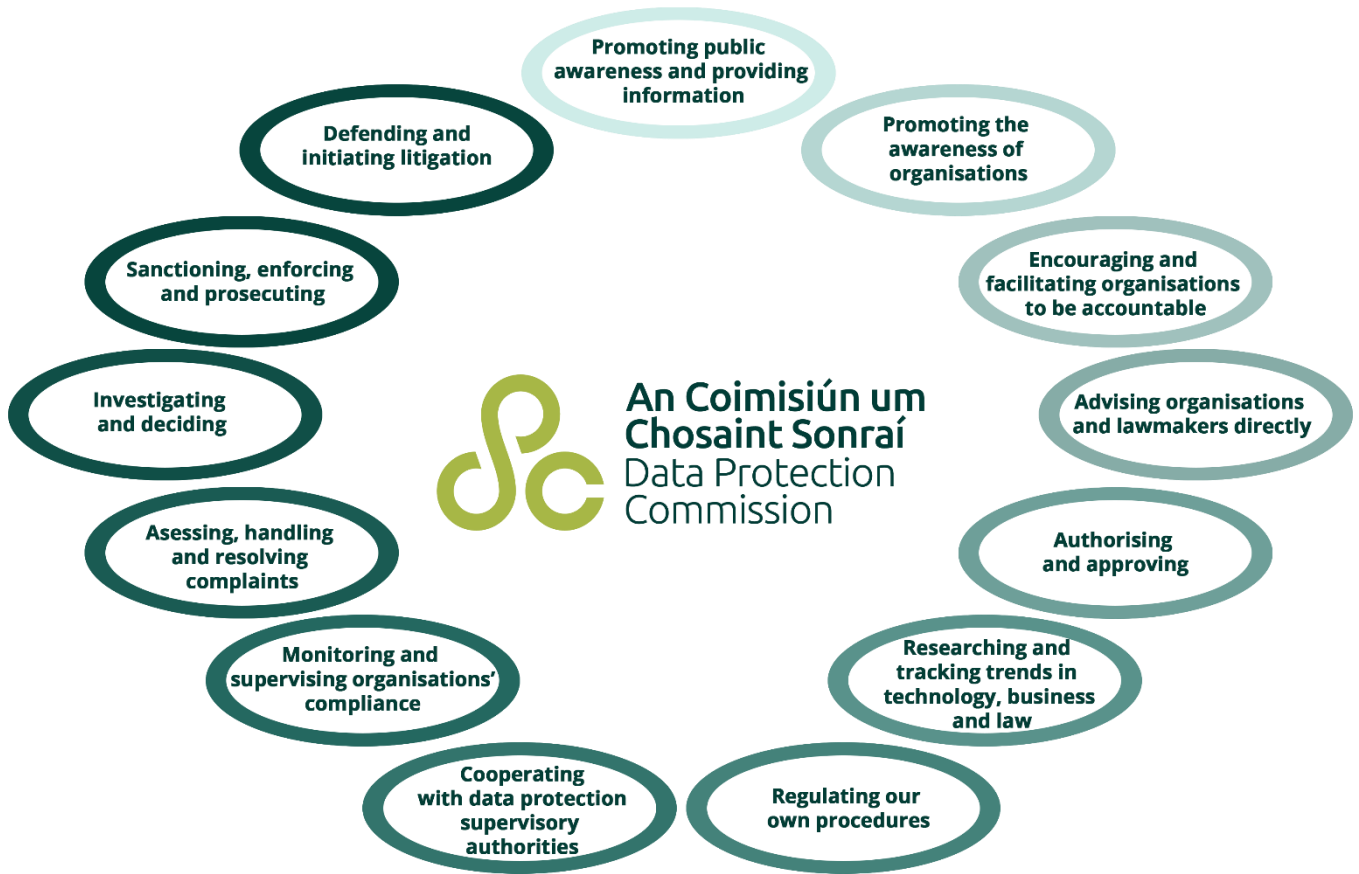 Promoting public
awareness and providing
information
Promoting the
awareness of
organisations
Encouraging and
facilitating organisations
to be accountable
Advising organisations
and lawmakers directly
Authorising
and approving
Researching and
tracking trends in
technology, business
and law
Regulating our
own procedures
Cooperating
with data protection
supervisory
authorities
Monitoring and
supervising organisations’
compliance
Asessing, handling
and resolving
complaints
Investigating
and deciding
Sanctioning, enforcing
and prosecuting
Defending and
initiating litigation
An Coimisiún um
Chosaint Sonraí
Data Protection
Commission